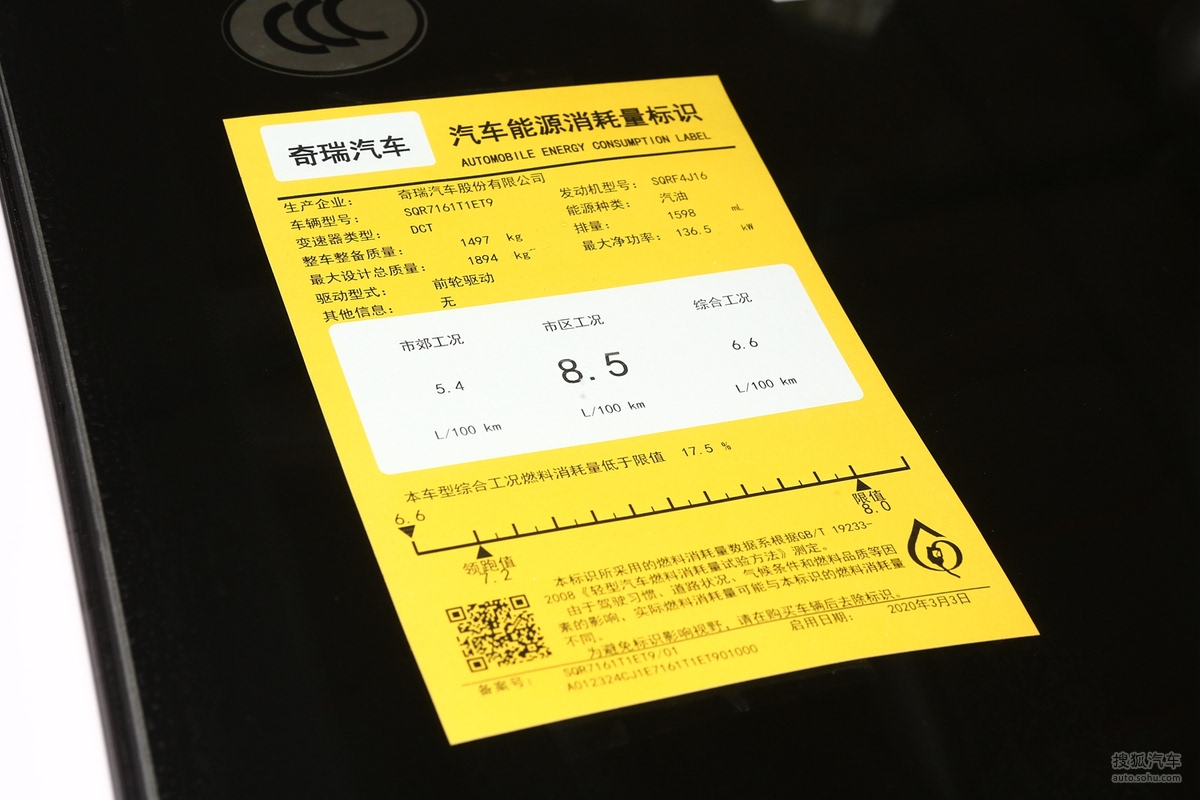 CCC
奇瑞汽车
汽车能源消耗量标识
AUTOMOBILE ENERGY CONSUMPTION LABEL
生产企业: 奇瑞汽车股份有限公司
发动机型号: SQRF4J16
车辆型号: SQR7161T1ET9
能源种类: 汽油
变速器类型: DCT
排量: 1598 mL
整车整备质量: 1497 kg
最大净功率: 136.5 kW
最大设计总质量: 1894 kg
驱动型式: 前轮驱动
其他信息: 无
市郊工况 市区工况 综合工况
5.4 8.5 6.6
L/100 km L/100 km L/100 km
本车型综合工况燃料消耗量低于限值 17.5 %
6.6
领跑值
7.2
限值
8.0
本标识所采用的燃料消耗量数据系根据GB/T 19233-
2008《轻型汽车燃料消耗量试验方法》测定。
由于驾驶习惯、道路状况、气候条件和燃料品质等因
素的影响，实际燃料消耗量可能与本标识的燃料消耗量
不同。
为避免标识影响视野，请在购买车辆后去除标识。
启用日期: 2020年3月3日
SQR7161T1ET9/01
备案号: A012324CJ1E7161T1ET901000
搜狐汽车
auto.sohu.com